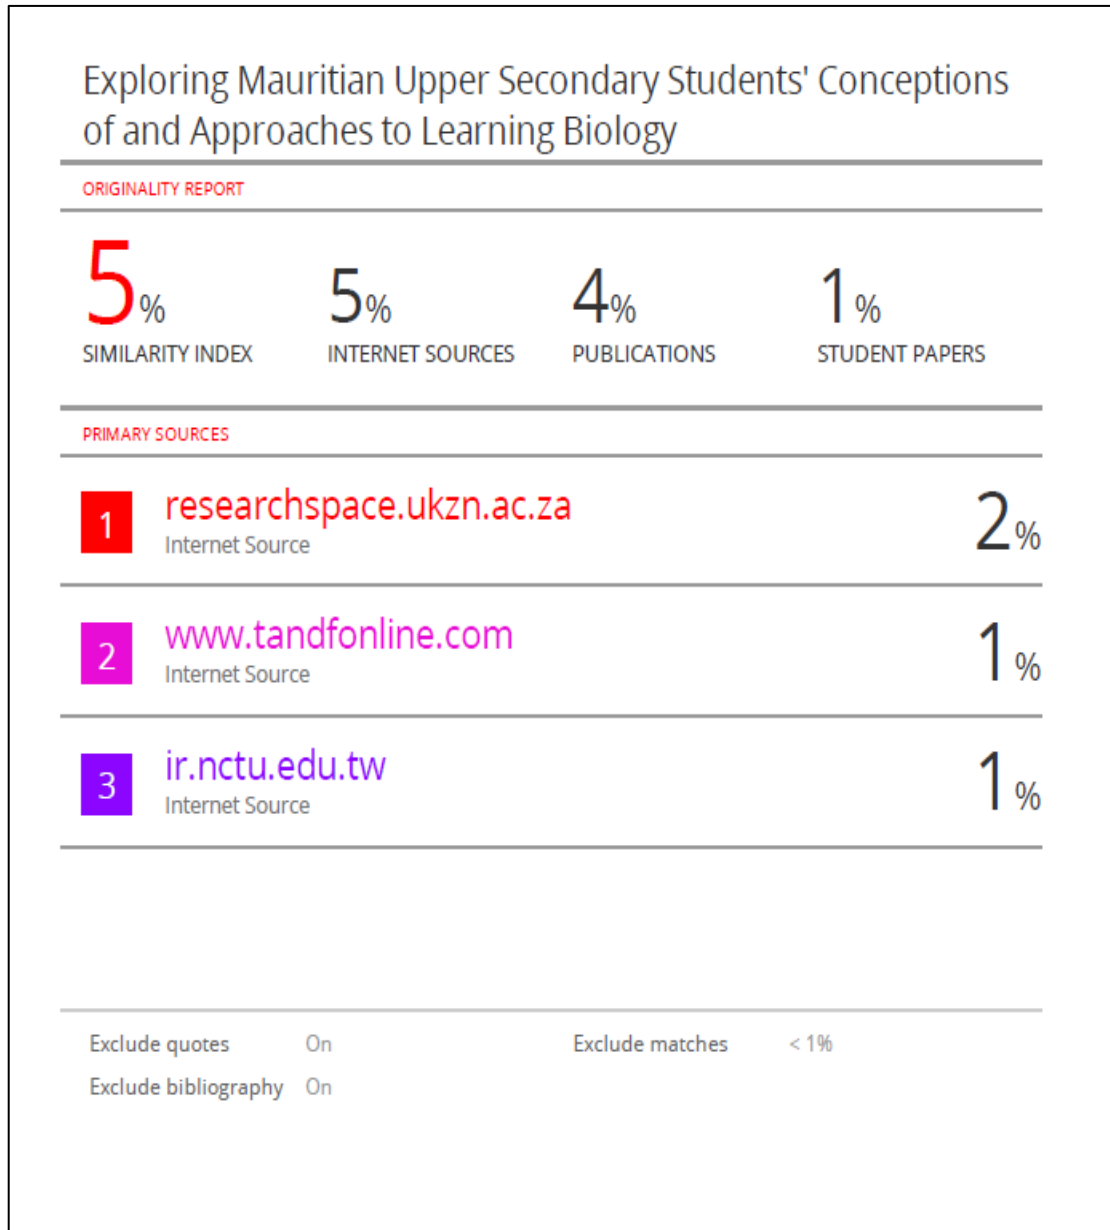 Exploring Mauritian Upper Secondary Students' Conceptions
of and Approaches to Learning Biology
ORIGINALITY REPORT
5% 5% 4% 1%
SIMILARITY INDEX INTERNET SOURCES PUBLICATIONS STUDENT PAPERS
PRIMARY SOURCES
1 researchspace.ukzn.ac.za 2%
Internet Source
2 www.tandfonline.com 1%
Internet Source
3 ir.nctu.edu.tw 1%
Internet Source
Exclude quotes On Exclude matches < 1%
Exclude bibliography On